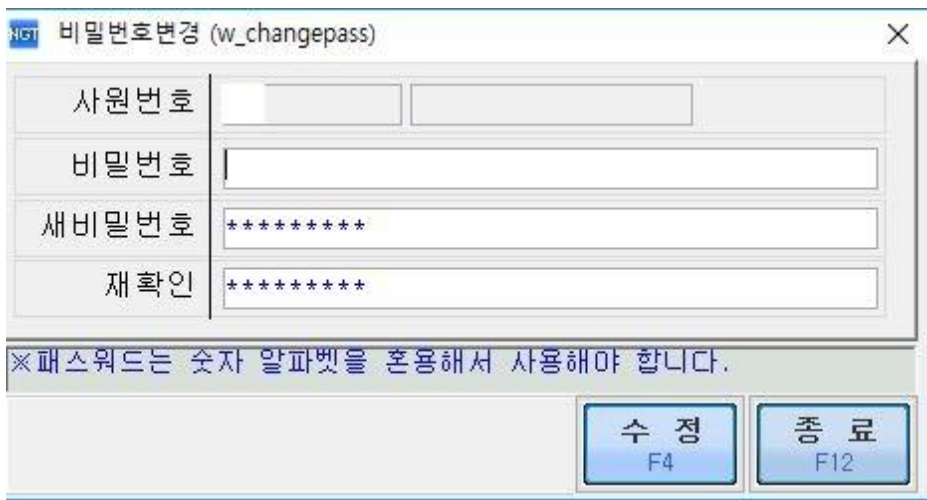 NGT 비밀번호변경 (w_changepass)
사원번호
비밀번호
새비밀번호 *********
재확인 *********
※패스워드는 숫자 알파벳을 혼용해서 사용해야 합니다.
수 정 종 료
F4 F12